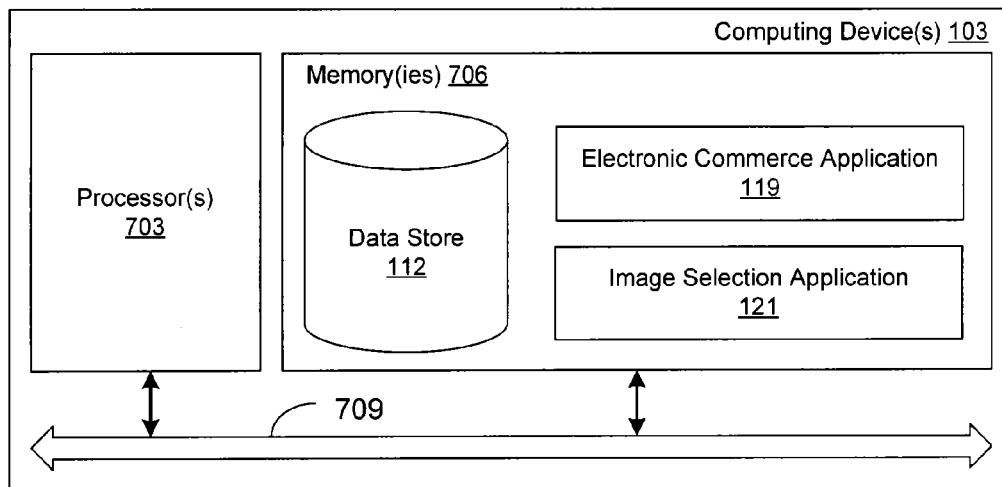 Computing Device(s) 103
Memory(ies) 706
Processor(s)
703
Data Store
112
Electronic Commerce Application
119
Image Selection Application
121
709